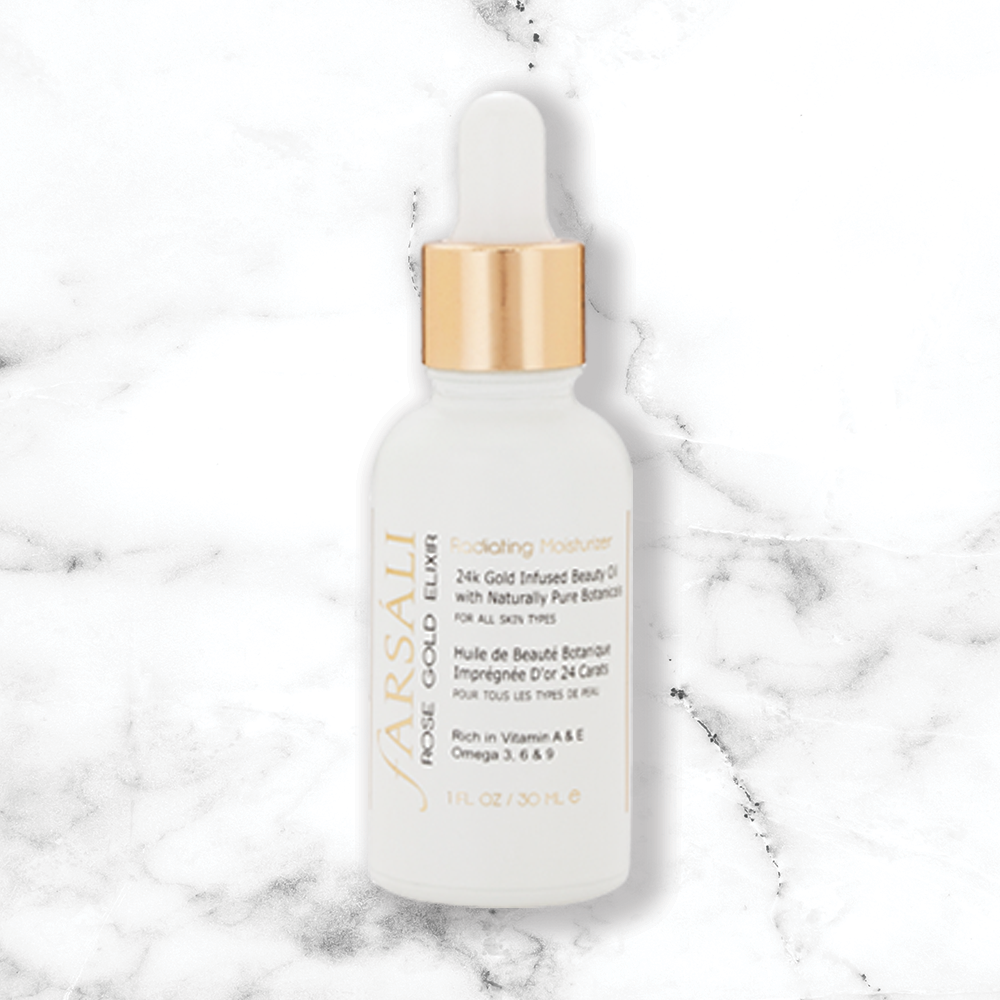 FARSÁLI
ROSE GOLD ELIXIR
Radiating Moisturizer
24k Gold Infused Beauty Oil
with Naturally Pure Botanicals
FOR ALL SKIN TYPES
Huile de Beauté Botanique
Imprégnée D'or 24 Carats
POUR TOUS LES TYPES DE PEAU
Rich in Vitamin A & E
Omega 3, 6 & 9
1 FL OZ / 30 ML e